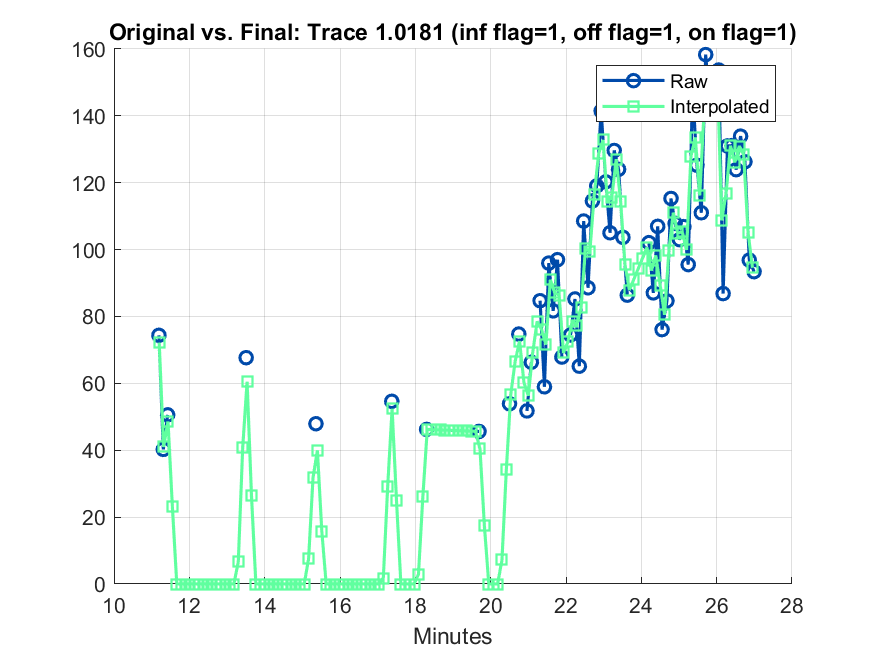 Original vs. Final: Trace 1.0181 (inf flag=1, off flag=1, on flag=1)
160
140
120
100
80
60
40
20
0
Raw
Interpolated
10 12 14 16 18 20 22 24 26 28
Minutes